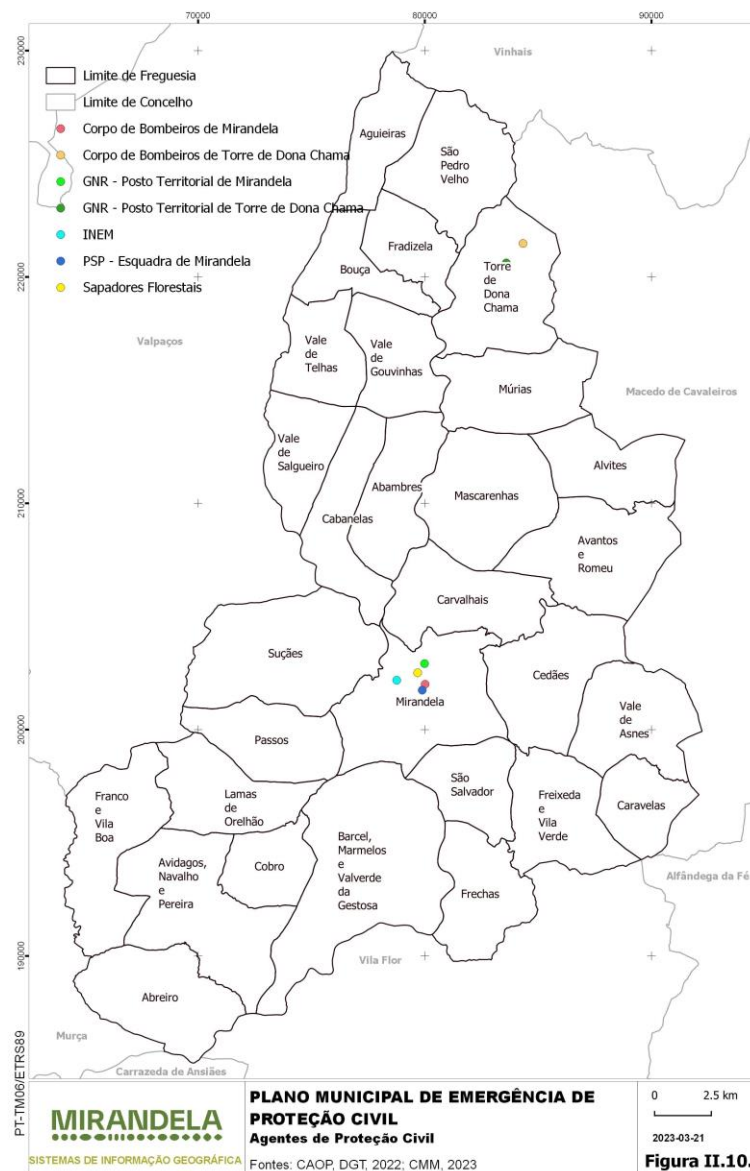 70000
80000
90000
230000
220000
210000
200000
190000
Limite de Freguesia
Limite de Concelho
Corpo de Bombeiros de Mirandela
Corpo de Bombeiros de Torre de Dona Chama
GNR - Posto Territorial de Mirandela
GNR - Posto Territorial de Torre de Dona Chama
INEM
PSP - Esquadra de Mirandela
Sapadores Florestais
Vinhais
Aguieiras
São
Pedro
Velho
Fradizela
Bouça
Torre
de
Dona
Chama
Valpaços
Vale
de
Telhas
Vale
de
Gouvinhas
Múrias
Macedo de Cavaleiros
Vale
de
Salgueiro
Abambres
Cabanelas
Mascarenhas
Alvites
Avantos
e
Romeu
Carvalhais
Suçães
Mirandela
Cedães
Vale
de
Asnes
Passos
São
Salvador
Franco
e
Vila
Boa
Lamas
de
Orelhão
Freixeda
e Vila
Verde
Caravelas
Barcel,
Marmelos
e
Valverde
da
Gestosa
Avidagos,
Navalho
e
Pereira
Cobro
Frechas
Alfândega da Fé
Vila Flor
Abreiro
Murça
Carrazeda de Ansiães
PT-TM06/ETRS89
MIRANDELA
SISTEMAS DE INFORMAÇÃO GEOGRÁFICA
PLANO MUNICIPAL DE EMERGÊNCIA DE
PROTEÇÃO CIVIL
Agentes de Proteção Civil
Fontes: CAOP, DGT, 2022; CMM, 2023
0 2.5 km
2023-03-21
Figura II.10.